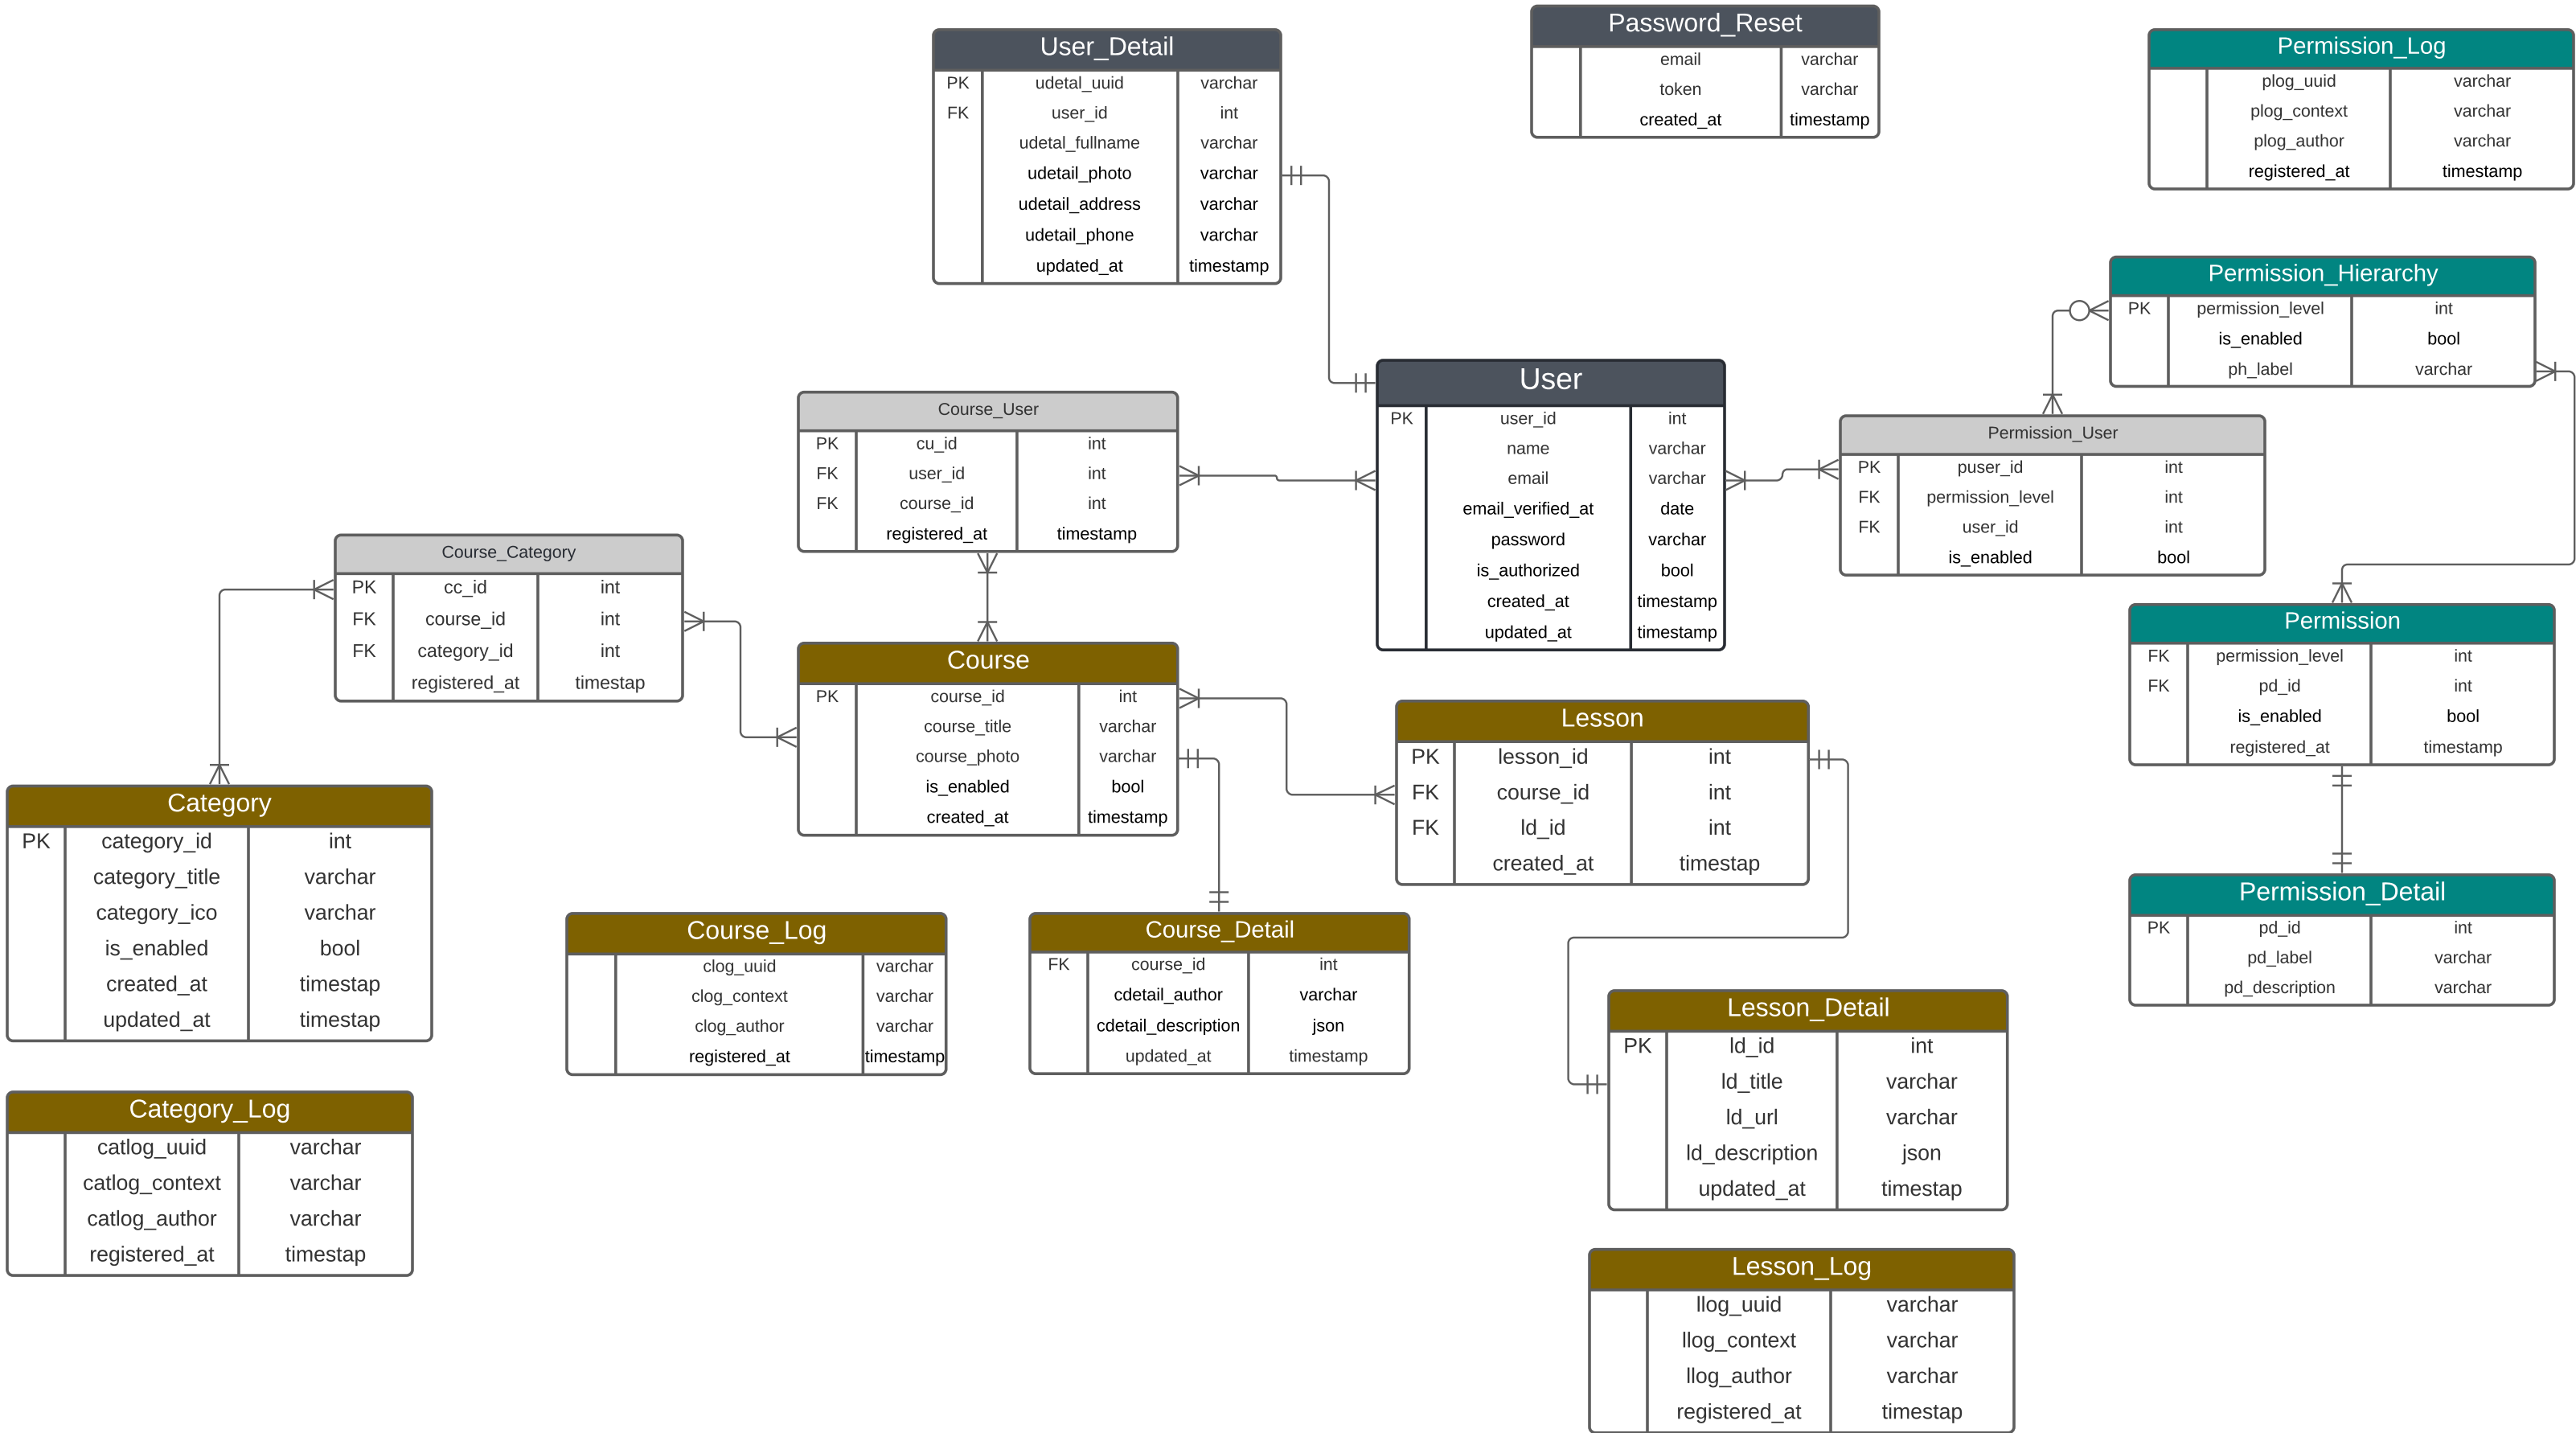 User_Detail
PK udetal_uuid varchar
FK user_id int
udetal_fullname varchar
udetail_photo varchar
udetail_address varchar
udetail_phone varchar
updated_at timestamp
Password_Reset
email varchar
token varchar
created_at timestamp
Permission_Log
plog_uuid varchar
plog_context varchar
plog_author varchar
registered_at timestamp
Permission_Hierarchy
PK permission_level int
is_enabled bool
ph_label varchar
User
PK user_id int
name varchar
email varchar
email_verified_at date
password varchar
is_authorized bool
created_at timestamp
updated_at timestamp
Course_User
PK cu_id int
FK user_id int
FK course_id int
registered_at timestamp
Permission_User
PK puser_id int
FK permission_level int
FK user_id int
is_enabled bool
Course_Category
PK cc_id int
FK course_id int
FK category_id int
registered_at timestap
Permission
FK permission_level int
FK pd_id int
is_enabled bool
registered_at timestamp
Course
PK course_id int
course_title varchar
course_photo varchar
is_enabled bool
created_at timestamp
Lesson
PK lesson_id int
FK course_id int
FK ld_id int
created_at timestap
Category
PK category_id int
category_title varchar
category_ico varchar
is_enabled bool
created_at timestap
updated_at timestap
Permission_Detail
PK pd_id int
pd_label varchar
pd_description varchar
Course_Log
clog_uuid varchar
clog_context varchar
clog_author varchar
registered_at timestamp
Course_Detail
FK course_id int
cdetail_author varchar
cdetail_description json
updated_at timestamp
Lesson_Detail
PK ld_id int
ld_title varchar
ld_url varchar
ld_description json
updated_at timestap
Category_Log
catlog_uuid varchar
catlog_context varchar
catlog_author varchar
registered_at timestap
Lesson_Log
llog_uuid varchar
llog_context varchar
llog_author varchar
registered_at timestap